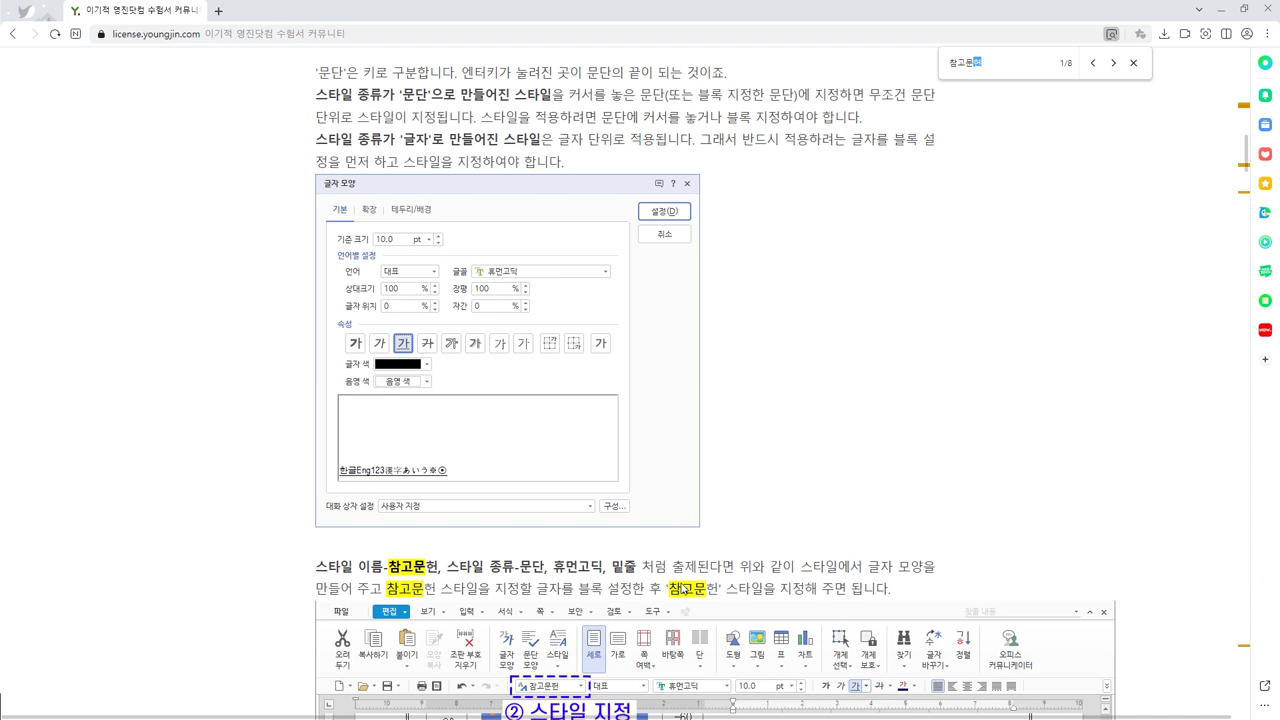 이기적 영진닷컴 수험서 커뮤니티
license.youngjin.com 이기적 영진닷컴 수험서 커뮤니티
참고문헌 1/8
'문단'은 키로 구분합니다. 엔터키가 눌려진 곳이 문단의 끝이 되는 것이죠.
스타일 종류가 '문단'으로 만들어진 스타일을 커서를 놓은 문단(또는 블록 지정한 문단)에 지정하면 무조건 문단
단위로 스타일이 지정됩니다. 스타일을 적용하려면 문단에 커서를 놓거나 블록 지정하여야 합니다.
스타일 종류가 '글자'로 만들어진 스타일은 글자 단위로 적용됩니다. 그래서 반드시 적용하려는 글자를 블록 설
정을 먼저 하고 스타일을 지정하여야 합니다.
글자 모양
기본 확장 테두리/배경
설정(D)
취소
기준 크기 10.0 pt
언어별 설정
언어 대표 글꼴 휴먼고딕
상대크기 100 % 장평 100 %
글자 위치 0 % 자간 0 %
속성
가 가 가 가 가 가 가 가 가
글자 색
음영 색 음영 색
한글Eng123漢字あいう※⊙
대화 상자 설정 사용자 지정 구성...
스타일 이름-참고문헌, 스타일 종류-문단, 휴먼고딕, 밑줄 처럼 출제된다면 위와 같이 스타일에서 글자 모양을
만들어 주고 참고문헌 스타일을 지정할 글자를 블록 설정한 후 '참고문헌' 스타일을 지정해 주면 됩니다.
파일 편집 보기 입력 서식 쪽 보안 검토 도구 찾을 내용
오려두기 복사하기 붙이기 모양 복사 조판 부호 지우기 글자 모양 문단 모양 스타일 세로 가로 쪽 여백 바탕쪽 단 도형 그림 표 차트 개체 선택 개체 보호 찾기 글자 바꾸기 정렬 오피스 커뮤니케이터
참고문헌 대표 휴먼고딕 10.0 pt 가 가 가 가 가
② 스타일 지정